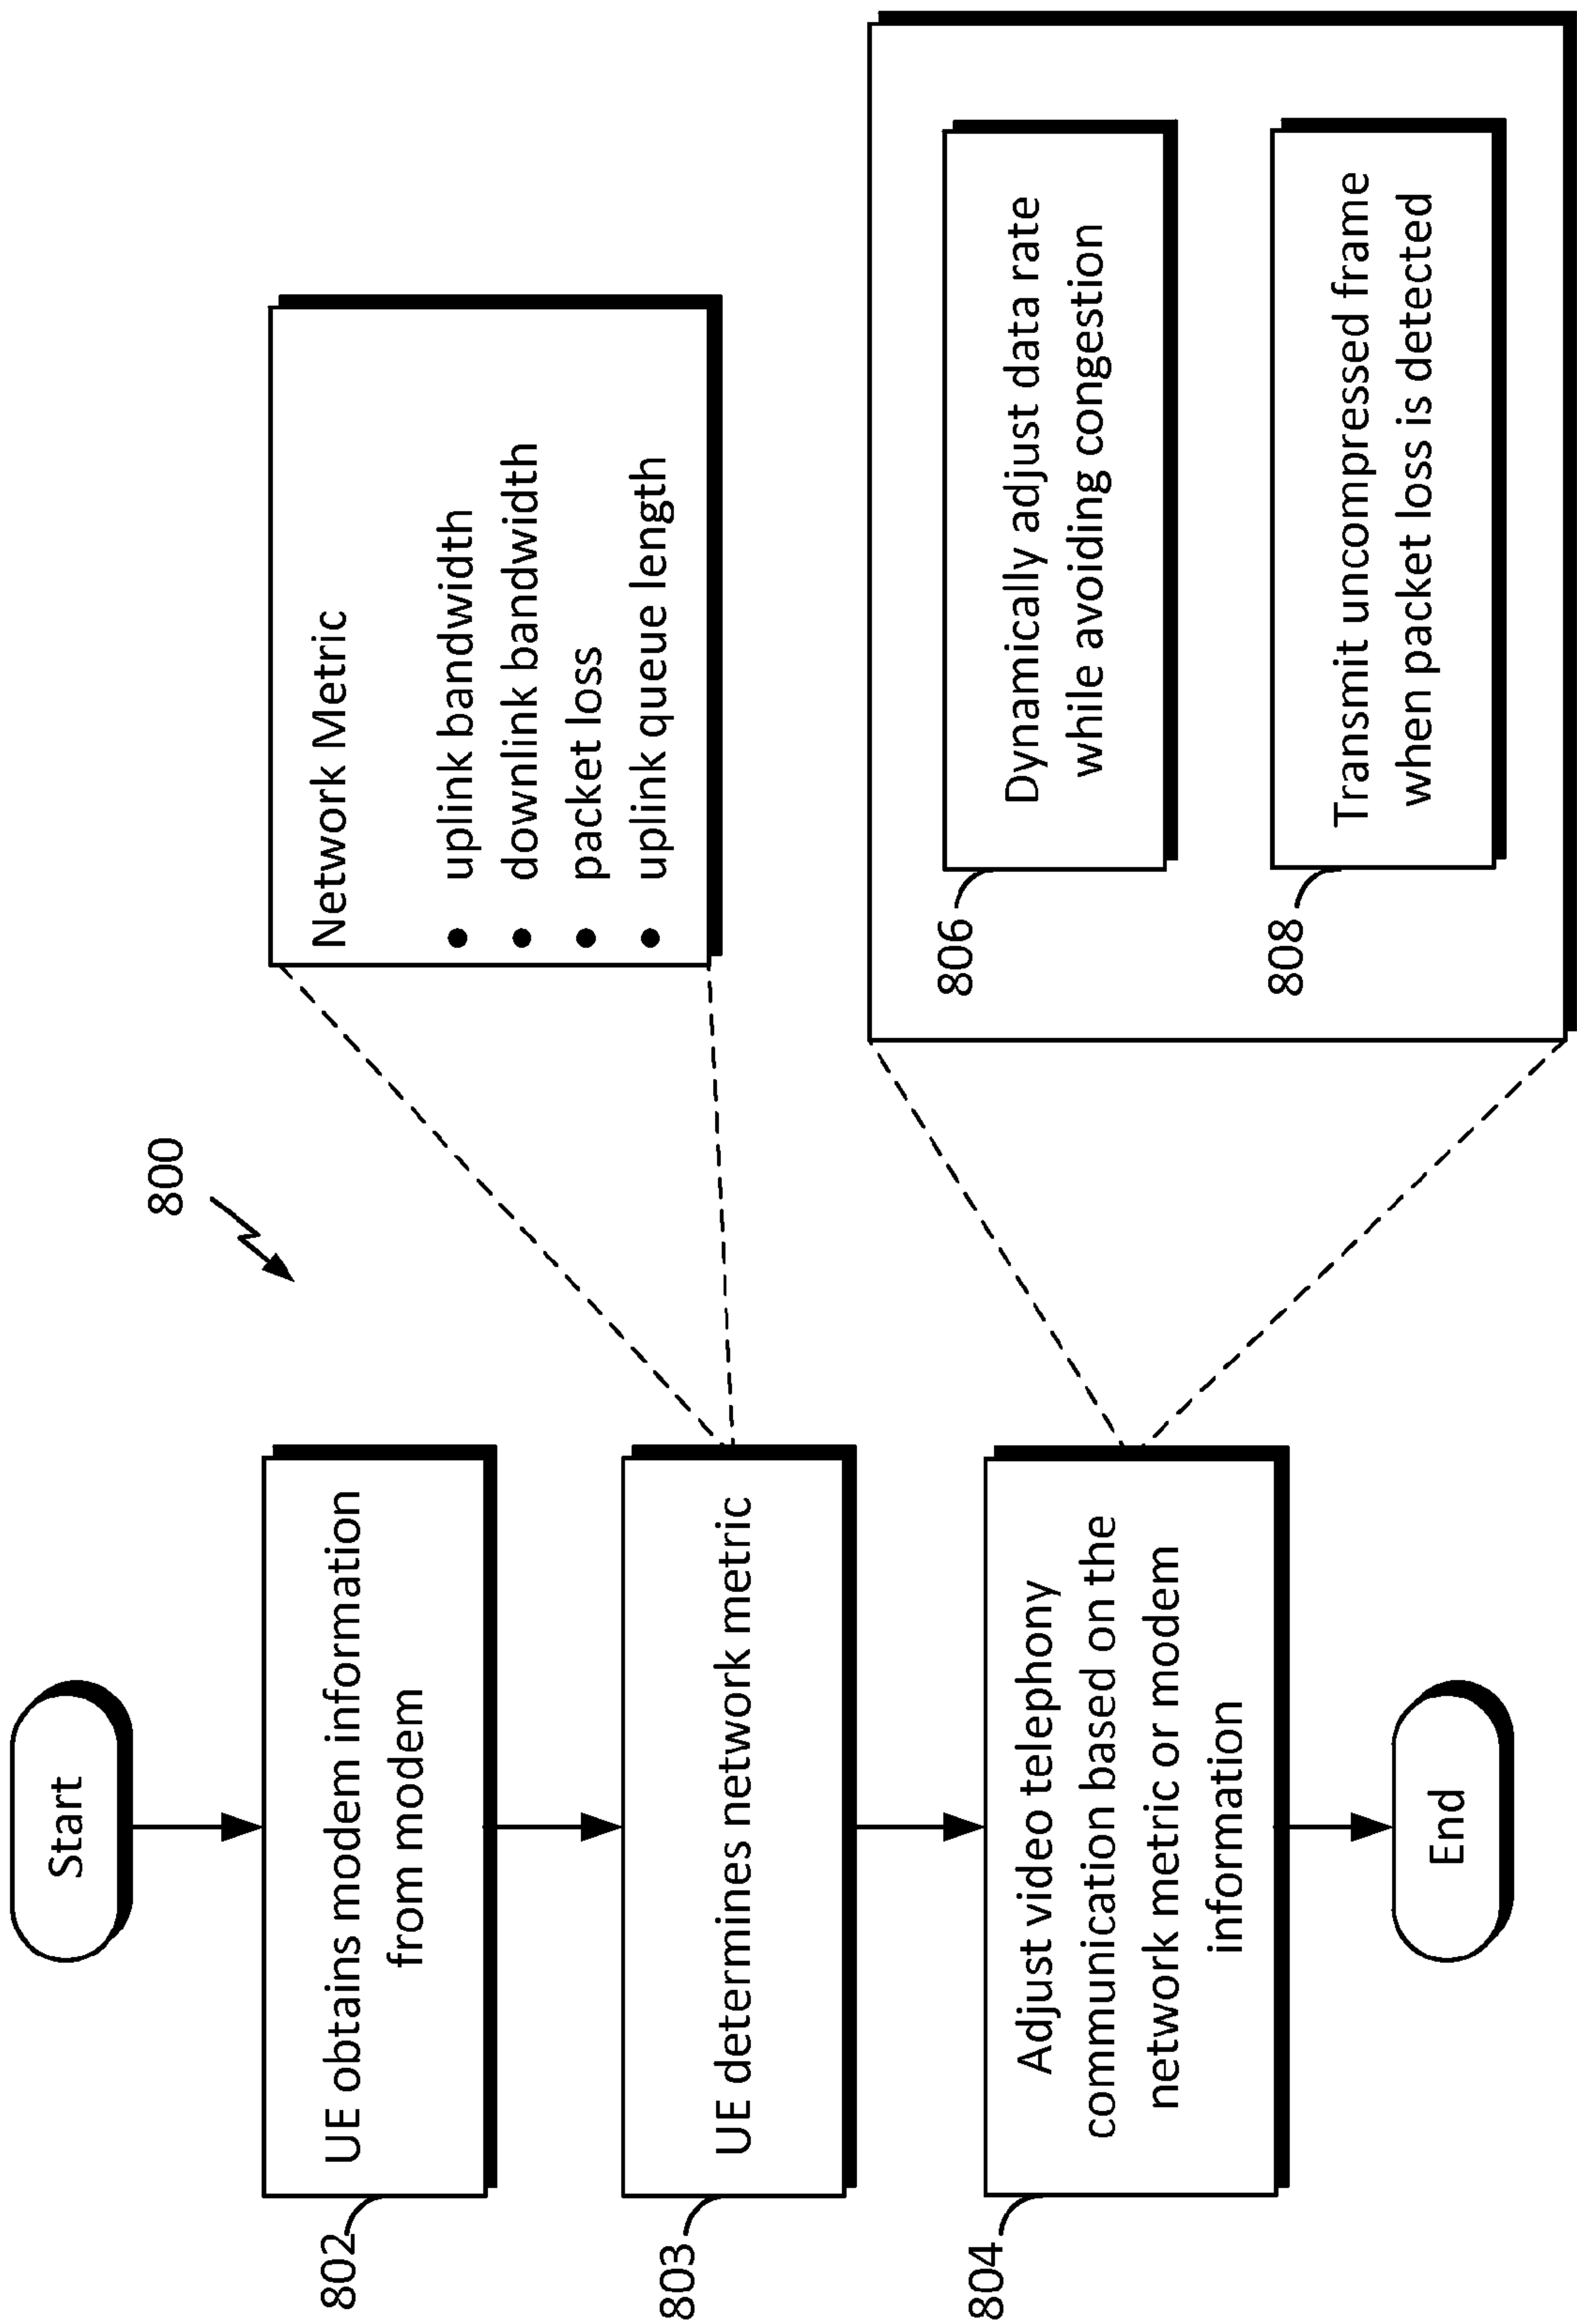 800
Start
802
UE obtains modem information
from modem
803
UE determines network metric
Network Metric
• uplink bandwidth
• downlink bandwidth
• packet loss
• uplink queue length
804
Adjust video telephony
communication based on the
network metric or modem
information
806
Dynamically adjust data rate
while avoiding congestion
808
Transmit uncompressed frame
when packet loss is detected
End